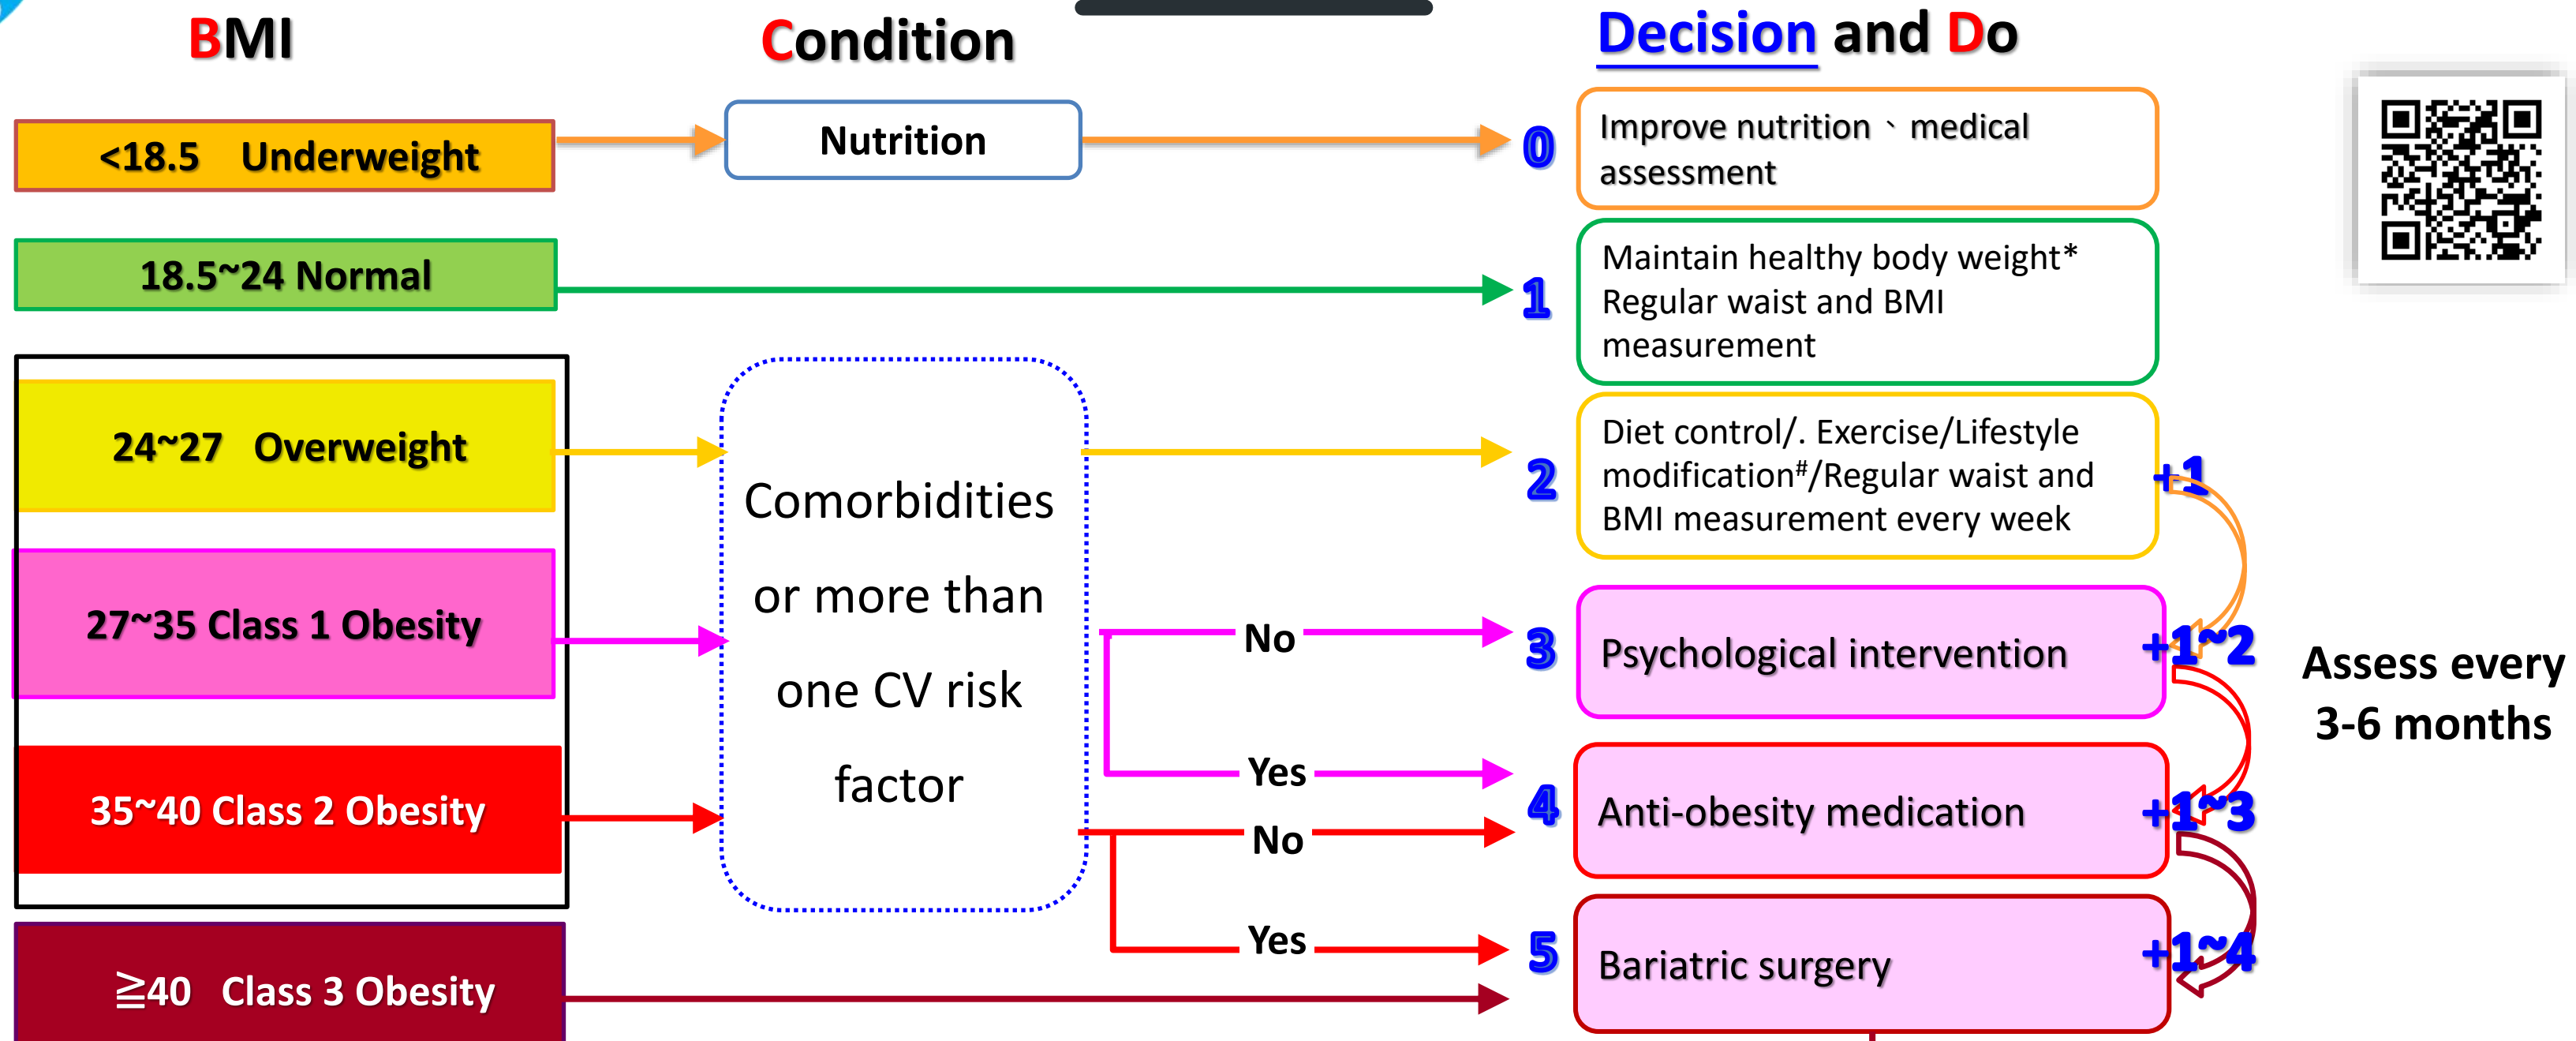 BMI
Condition
Decision and Do
<18.5 Underweight
Nutrition
0
Improve nutrition、medical
assessment
18.5~24 Normal
1
Maintain healthy body weight*
Regular waist and BMI
measurement
24~27 Overweight
27~35 Class 1 Obesity
35~40 Class 2 Obesity
≧40 Class 3 Obesity
Comorbidities
or more than
one CV risk
factor
2
Diet control/. Exercise/Lifestyle
modification#/Regular waist and
BMI measurement every week
+1
No
3
Psychological intervention
+1~2
Yes
4
No
Anti-obesity medication
+1~3
Yes
5
Bariatric surgery
+1~4
Assess every
3-6 months